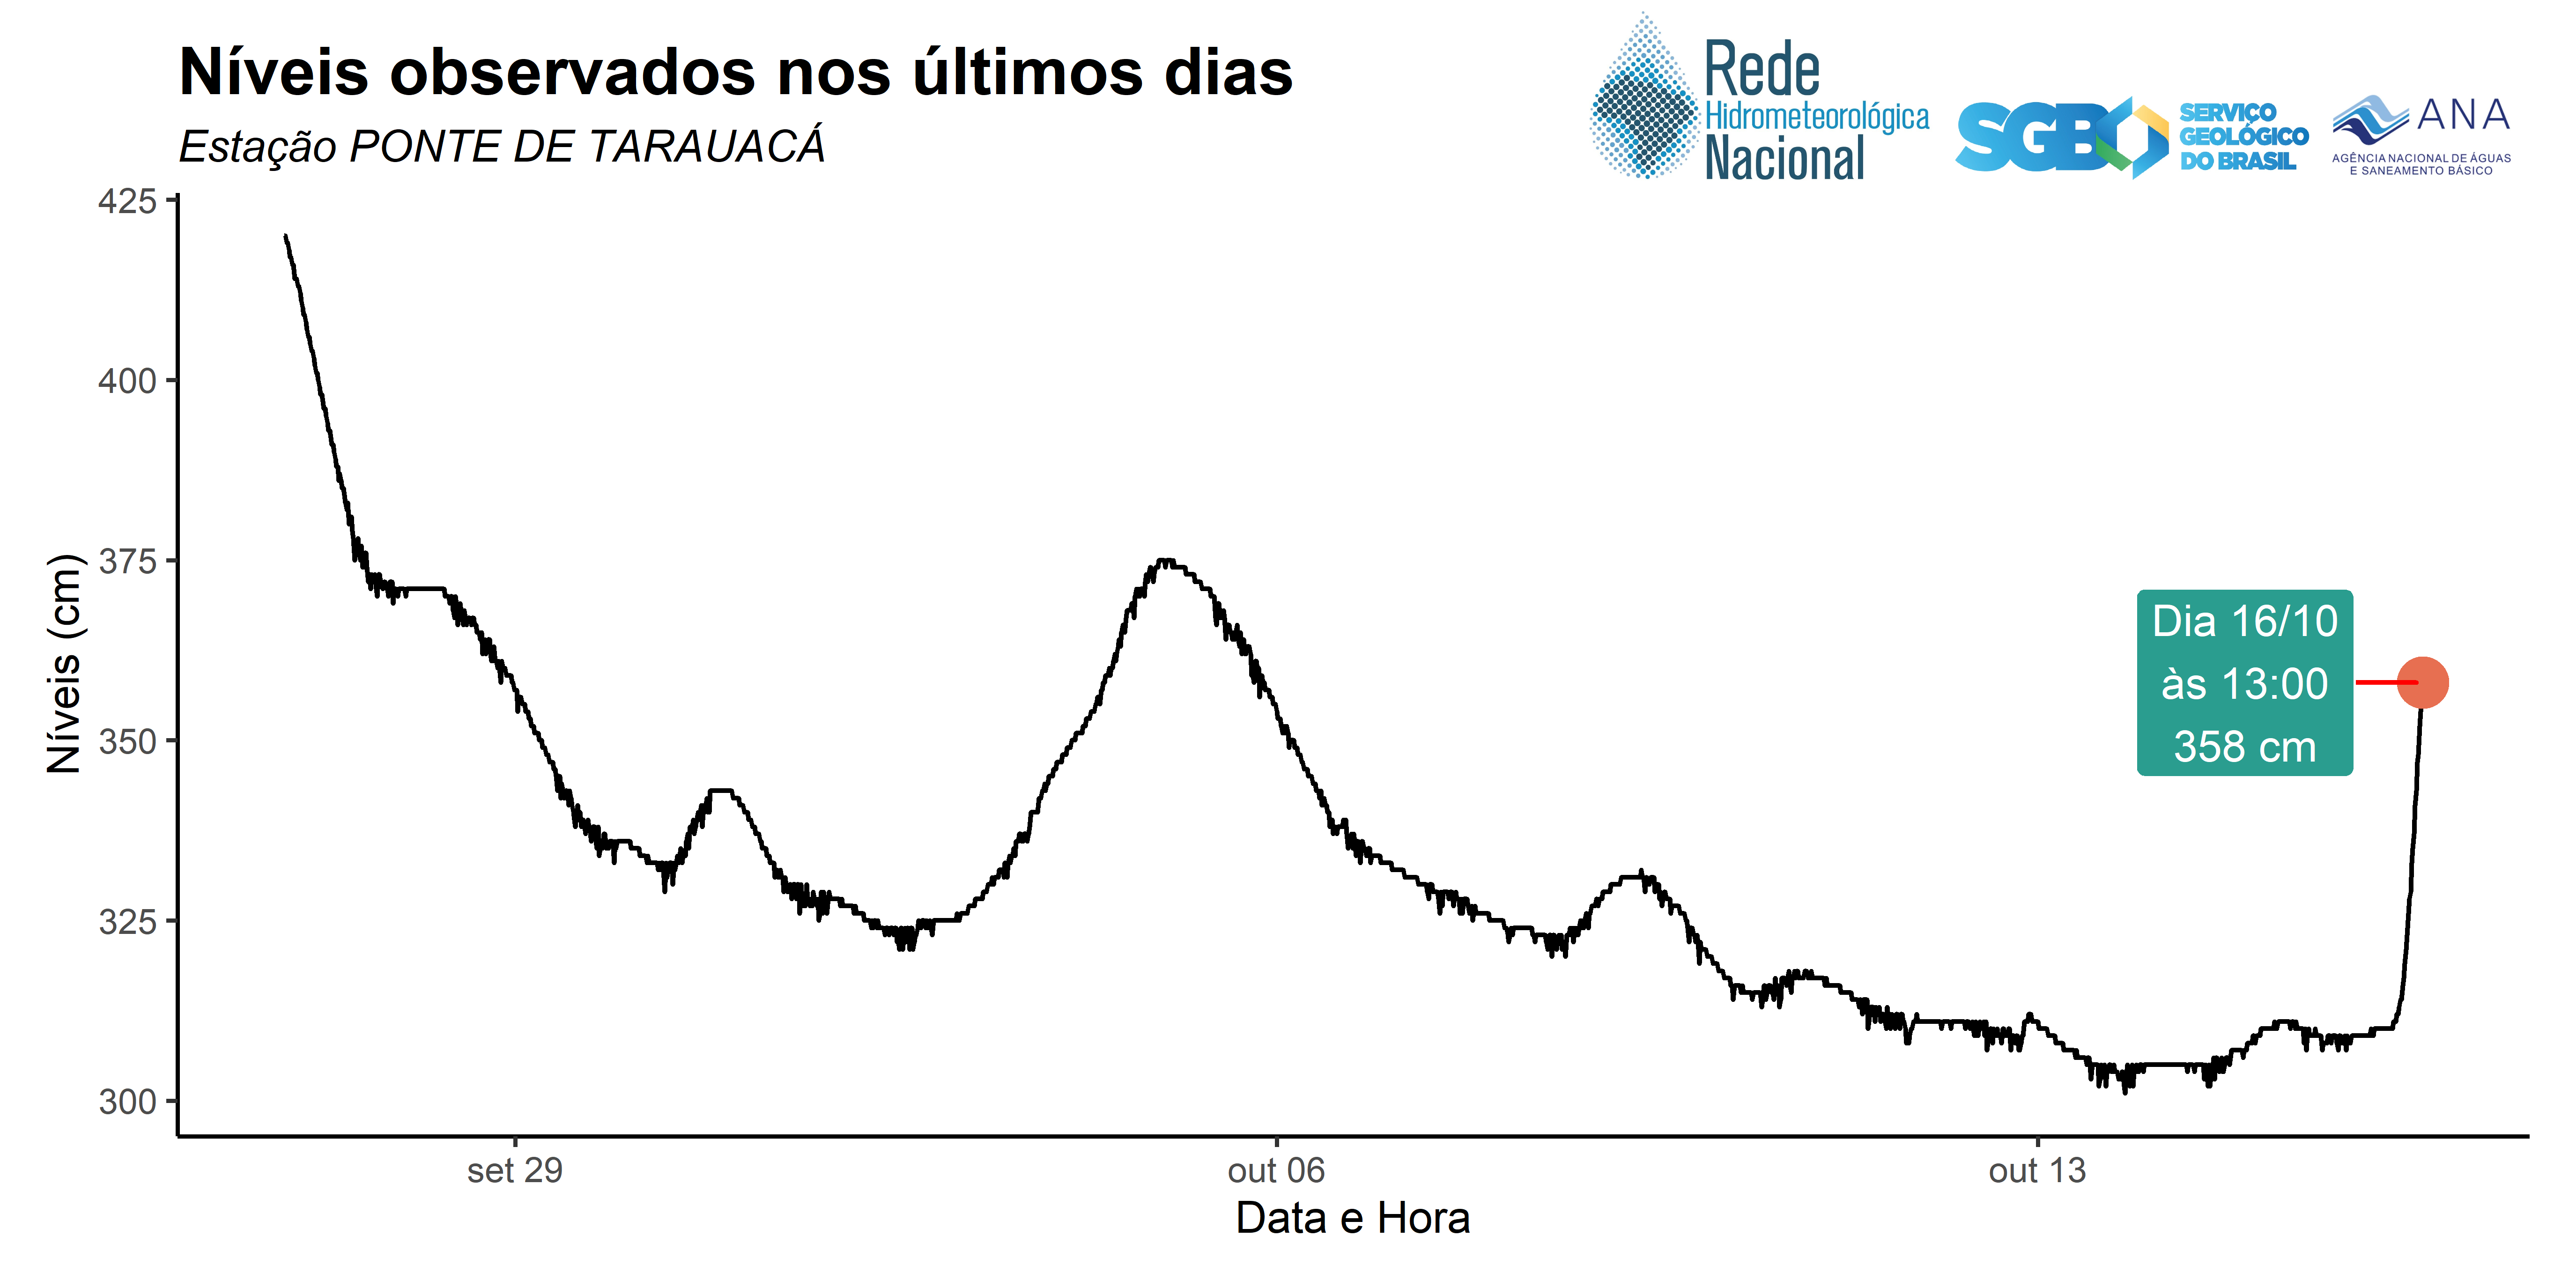 Níveis observados nos últimos dias
Estação PONTE DE TARAUACÁ
Rede
Hidrometeorológica
Nacional
SGB
SERVIÇO
GEOLÓGICO
DO BRASIL
ANA
AGÊNCIA NACIONAL DE ÁGUAS
E SANEAMENTO BÁSICO
425
400
375
350
325
300
Níveis (cm)
Dia 16/10
às 13:00
358 cm
set 29
out 06
out 13
Data e Hora